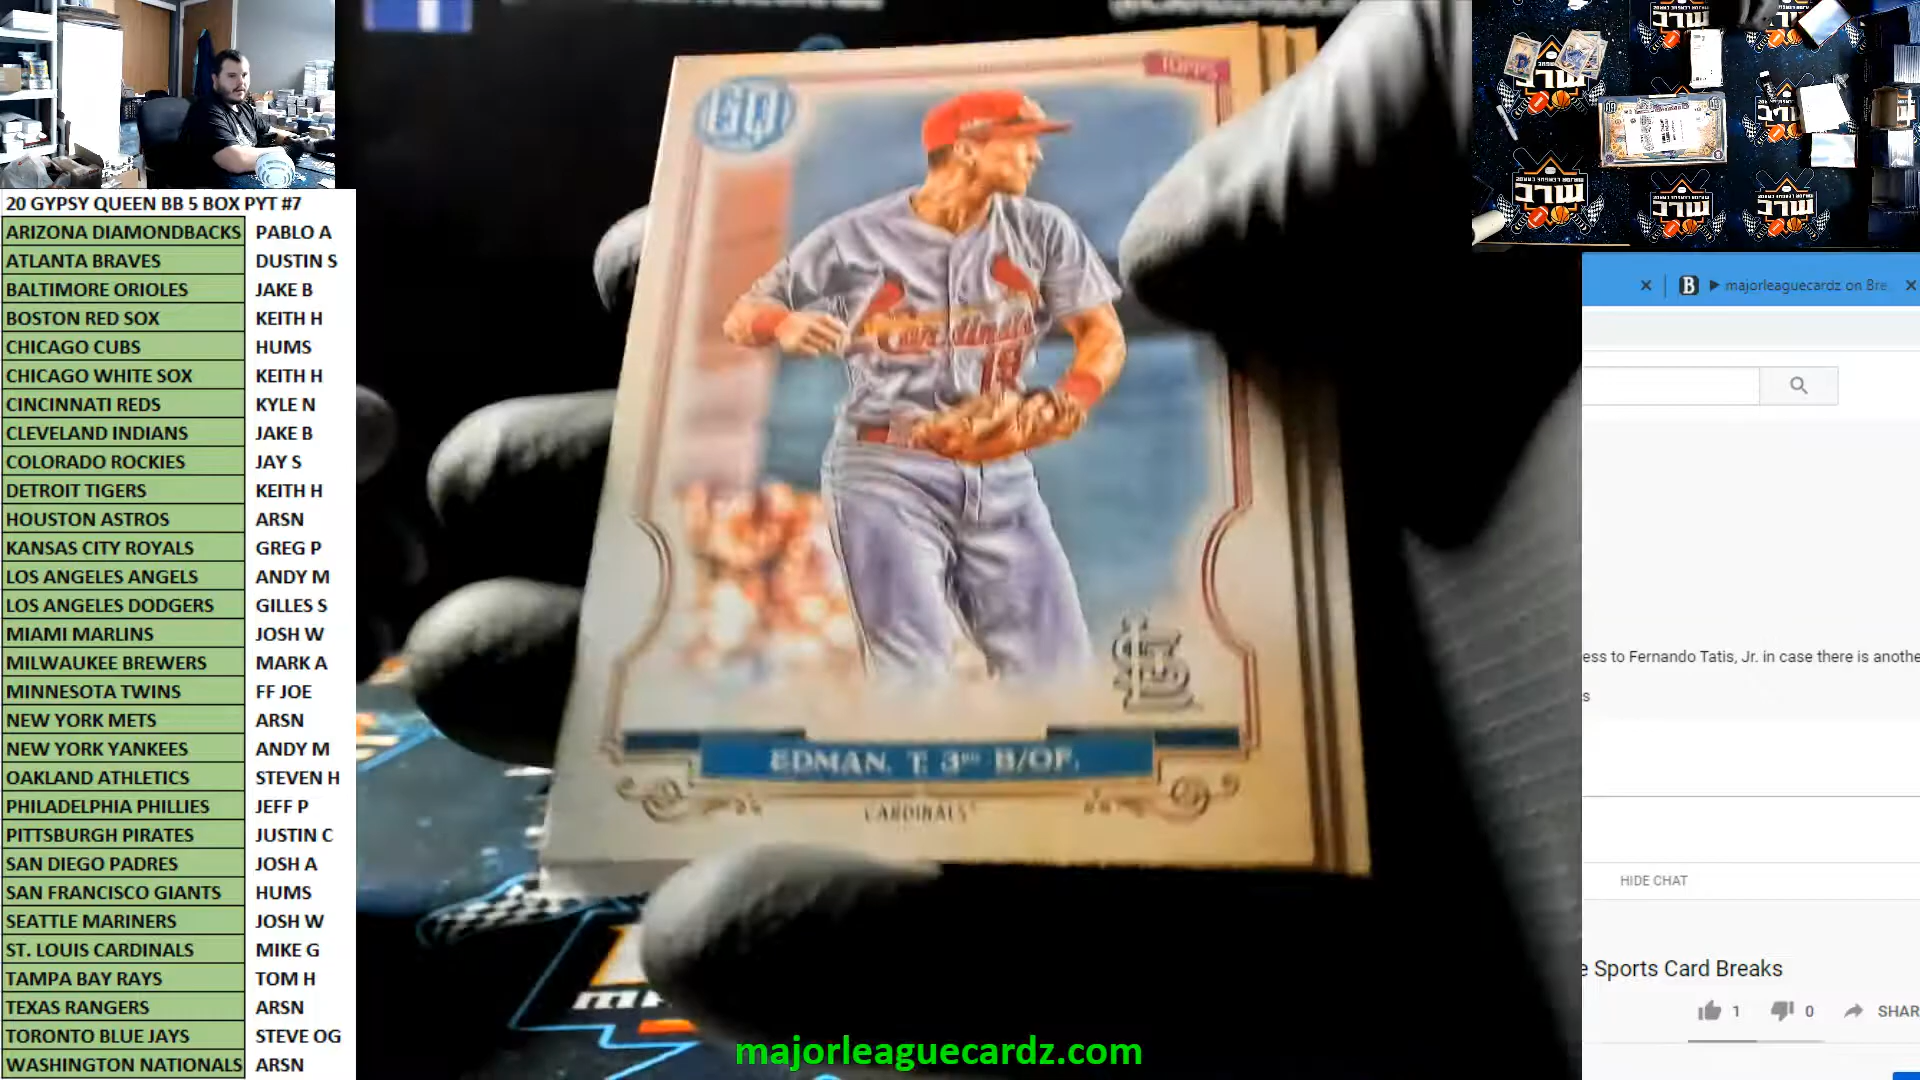 20 GYPSY QUEEN BB 5 BOX PYT #7
ARIZONA DIAMONDBACKS PABLO A
ATLANTA BRAVES DUSTIN S
BALTIMORE ORIOLES JAKE B
BOSTON RED SOX KEITH H
CHICAGO CUBS HUMS
CHICAGO WHITE SOX KEITH H
CINCINNATI REDS KYLE N
CLEVELAND INDIANS JAKE B
COLORADO ROCKIES JAY S
DETROIT TIGERS KEITH H
HOUSTON ASTROS ARSN
KANSAS CITY ROYALS GREG P
LOS ANGELES ANGELS ANDY M
LOS ANGELES DODGERS GILLES S
MIAMI MARLINS JOSH W
MILWAUKEE BREWERS MARK A
MINNESOTA TWINS FF JOE
NEW YORK METS ARSN
NEW YORK YANKEES ANDY M
OAKLAND ATHLETICS STEVEN H
PHILADELPHIA PHILLIES JEFF P
PITTSBURGH PIRATES JUSTIN C
SAN DIEGO PADRES JOSH A
SAN FRANCISCO GIANTS HUMS
SEATTLE MARINERS JOSH W
ST. LOUIS CARDINALS MIKE G
TAMPA BAY RAYS TOM H
TEXAS RANGERS ARSN
TORONTO BLUE JAYS STEVE OG
WASHINGTON NATIONALS ARSN
TOPPS
GQ
Cardinals
19
STL
EDMAN, T. 3RD B/OF.
CARDINALS
majorleaguecardz.com
B majorleaguecardz on Bre
ess to Fernando Tatis, Jr. in case there is anothe
s
HIDE CHAT
e Sports Card Breaks
1 0 SHAR